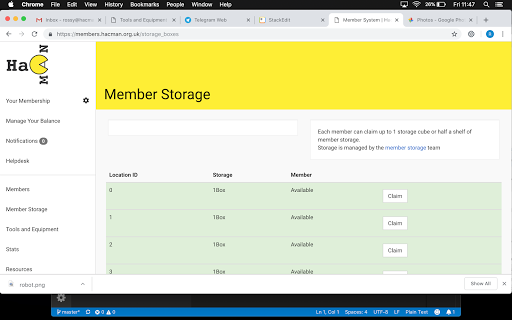 Chrome File Edit View History Bookmarks People Window Help
26% Fri 11:47
Inbox - rossy@hacman
Tools and Equipment
Telegram Web
StackEdit
Member System | Ha
Photos - Google Pho
https://members.hacman.org.uk/storage_boxes
HacMAN
Your Membership
Manage Your Balance
Notifications 6
Helpdesk
Members
Member Storage
Tools and Equipment
Stats
Resources
Member Storage
Each member can claim up to 1 storage cube or half a shelf of
member storage.
Storage is managed by the member storage team
Location ID Storage Member
0 1Box Available Claim
1 1Box Available Claim
2 1Box Available Claim
3 1Box Available
robot.png
Show All
master* 0 0 Ln 1, Col 1 Spaces: 4 UTF-8 LF Plain Text 1